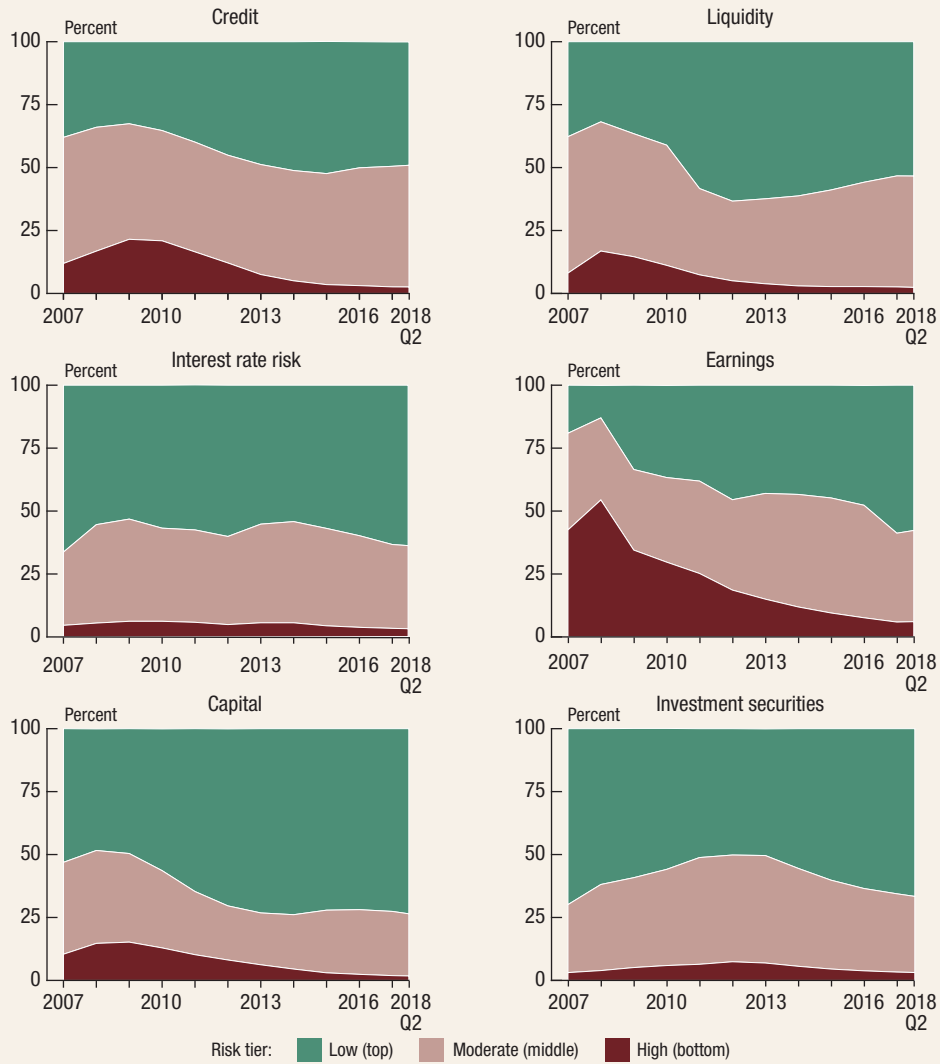 Credit
Percent
100
75
50
25
0
2007 2010 2013 2016 2018
Q2
Liquidity
Percent
100
75
50
25
0
2007 2010 2013 2016 2018
Q2
Interest rate risk
Percent
100
75
50
25
0
2007 2010 2013 2016 2018
Q2
Earnings
Percent
100
75
50
25
0
2007 2010 2013 2016 2018
Q2
Capital
Percent
100
75
50
25
0
2007 2010 2013 2016 2018
Q2
Investment securities
Percent
100
75
50
25
0
2007 2010 2013 2016 2018
Q2
Risk tier: Low (top) Moderate (middle) High (bottom)